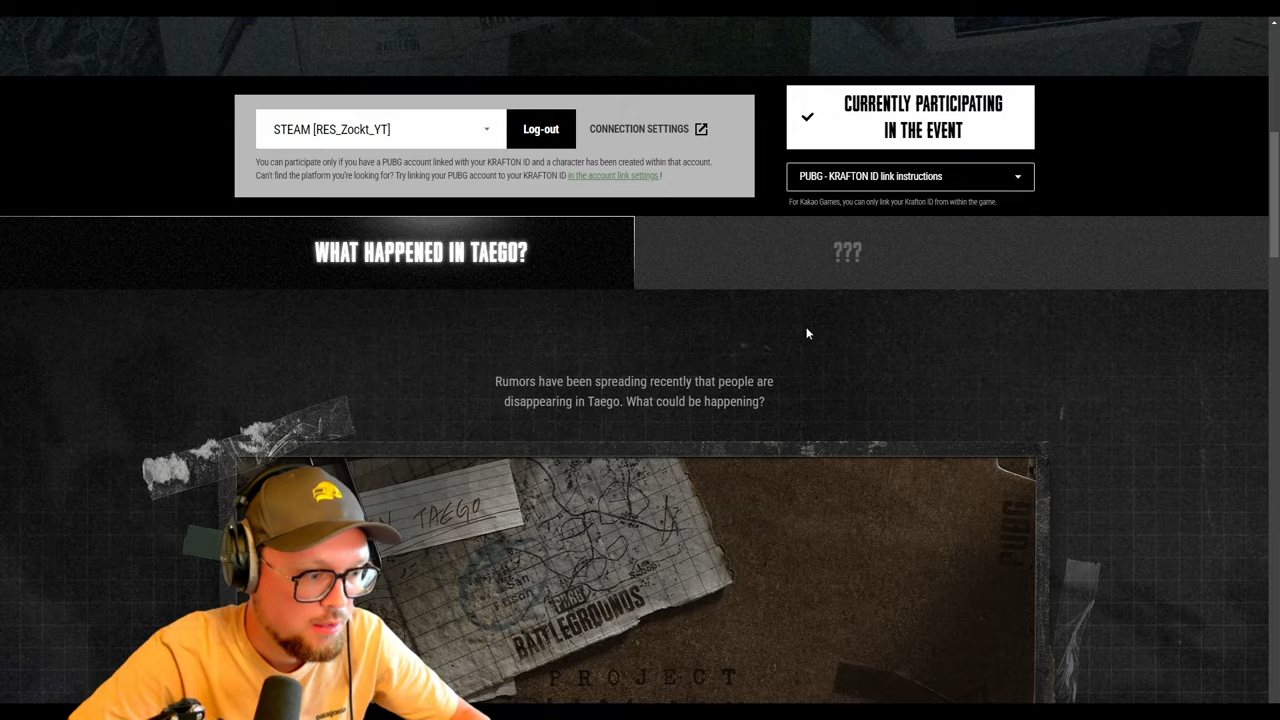 STEAM [RES_Zockt_YT]
Log-out
CONNECTION SETTINGS
You can participate only if you have a PUBG account linked with your KRAFTON ID and a character has been created within that account.
Can't find the platform you're looking for? Try linking your PUBG account to your KRAFTON ID in the account link settings !
CURRENTLY PARTICIPATING
IN THE EVENT
PUBG - KRAFTON ID link instructions
For Kakao Games, you can only link your Krafton ID from within the game.
WHAT HAPPENED IN TAEGO?
???
Rumors have been spreading recently that people are
disappearing in Taego. What could be happening?
TAEGO
PUBG
San
Prison
School
PUBG
BATTLEGROUNDS
PROJECT